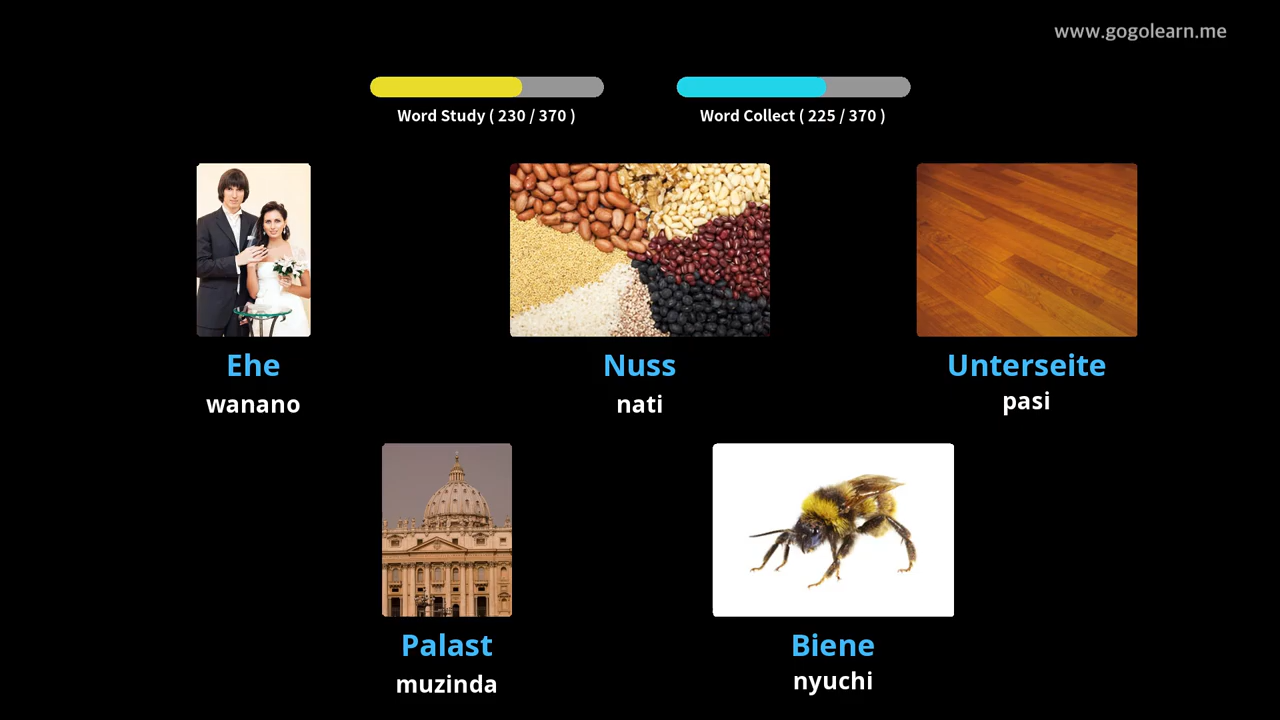 www.gogolearn.me
Word Study ( 230 / 370 )
Word Collect ( 225 / 370 )
Ehe
wanano
Nuss
nati
Unterseite
pasi
Palast
muzinda
Biene
nyuchi